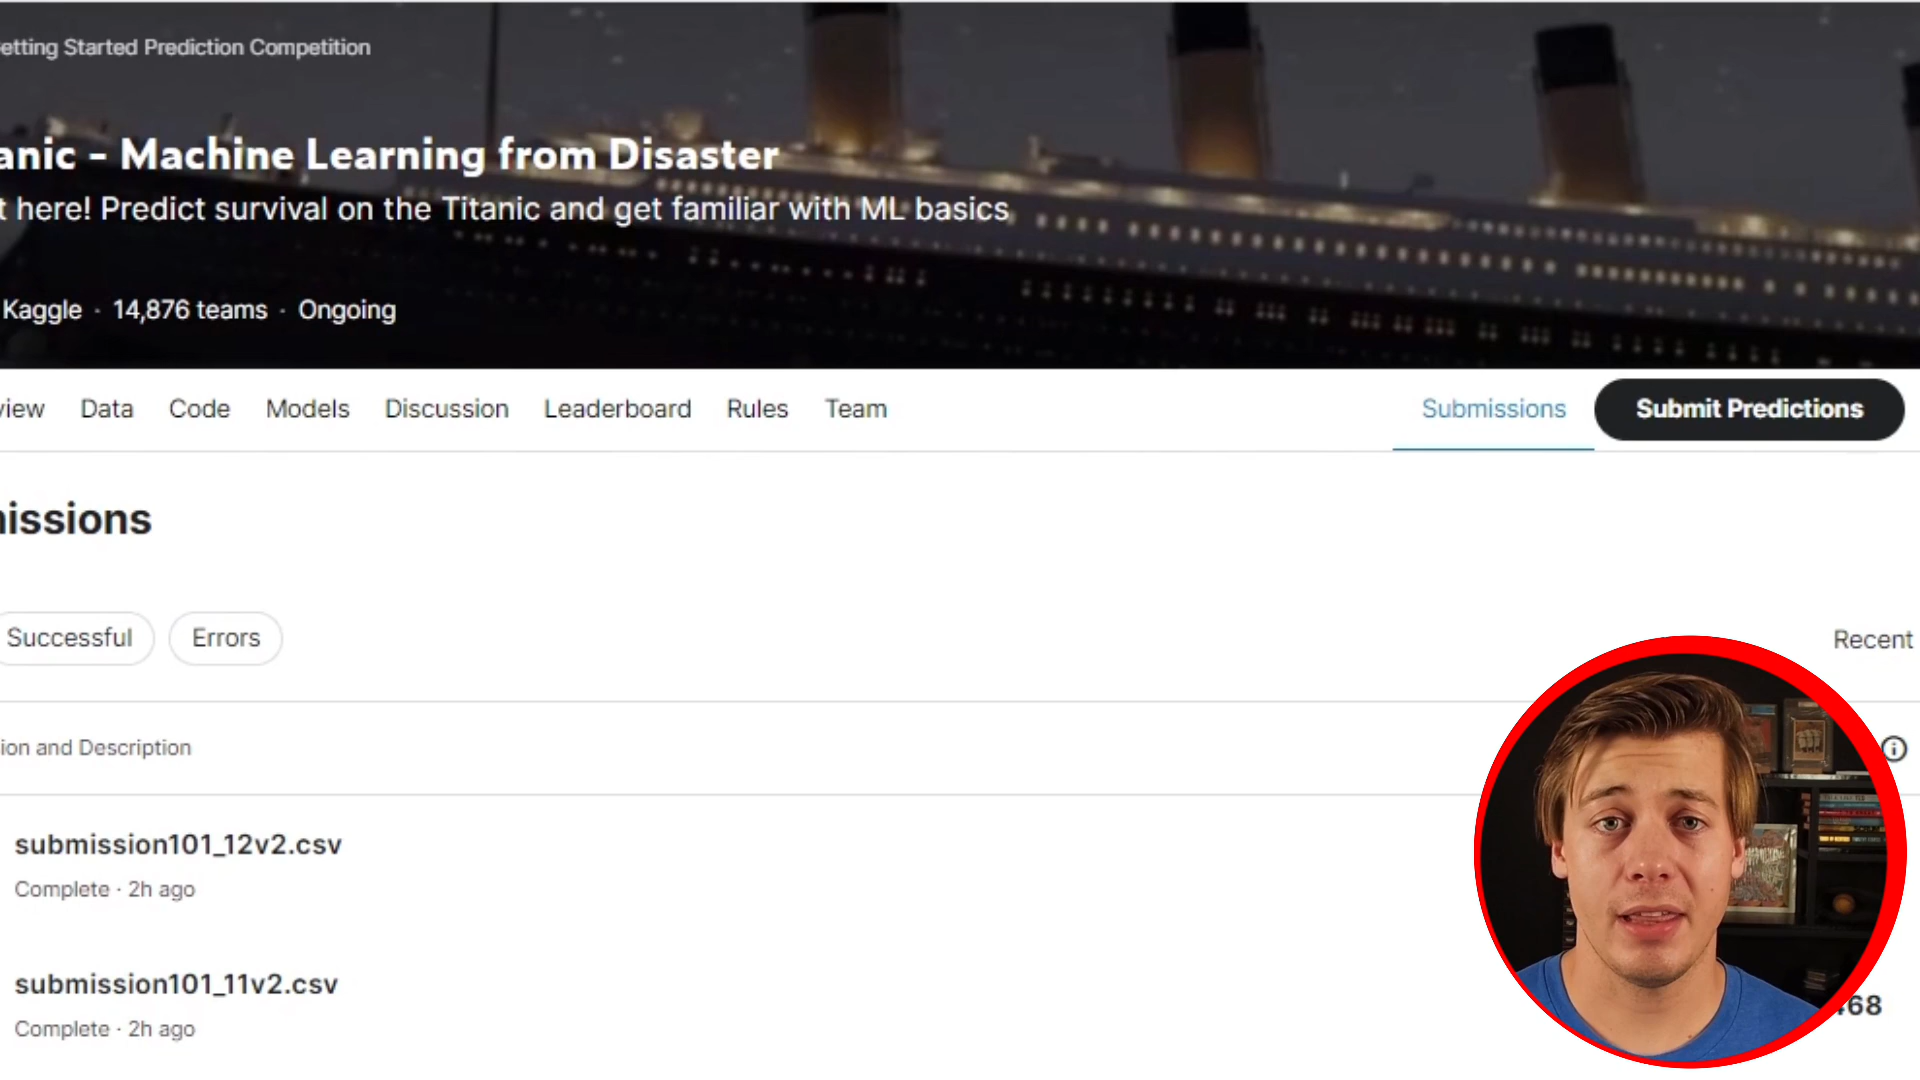 etting Started Prediction Competition
anic - Machine Learning from Disaster
t here! Predict survival on the Titanic and get familiar with ML basics
Kaggle · 14,876 teams · Ongoing
view Data Code Models Discussion Leaderboard Rules Team Submissions Submit Predictions
issions
Successful Errors Recent
ion and Description
submission101_12v2.csv
Complete · 2h ago
submission101_11v2.csv
68
Complete · 2h ago